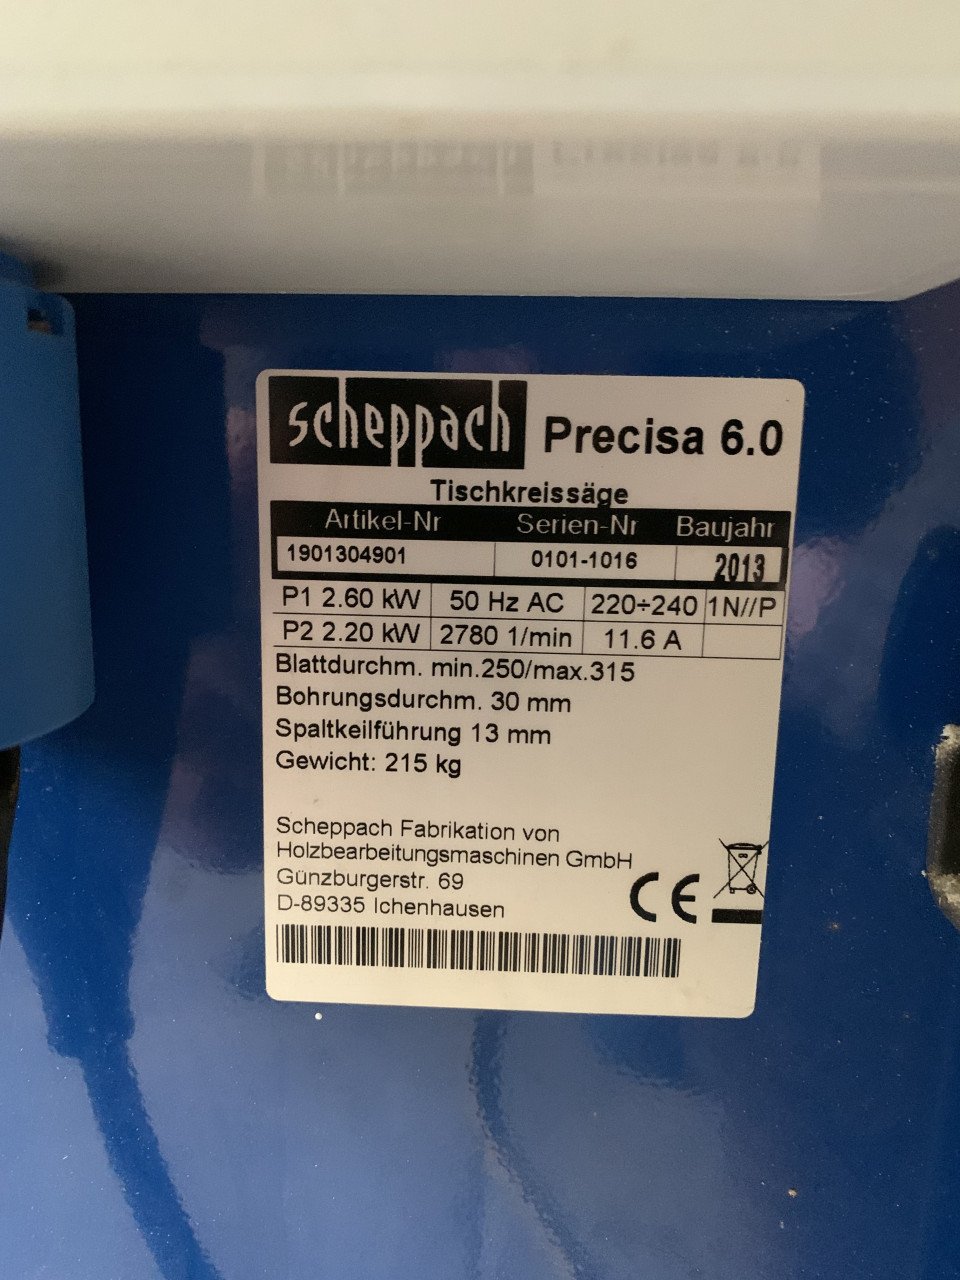 scheppach Precisa 6.0
Tischkreissäge
Artikel-Nr Serien-Nr Baujahr
1901304901 0101-1016 2013
P1 2.60 kW 50 Hz AC 220÷240 1N//P
P2 2.20 kW 2780 1/min 11.6 A
Blattdurchm. min.250/max.315
Bohrungsdurchm. 30 mm
Spaltkeilführung 13 mm
Gewicht: 215 kg
Scheppach Fabrikation von
Holzbearbeitungsmaschinen GmbH
Günzburgerstr. 69
D-89335 Ichenhausen
CE